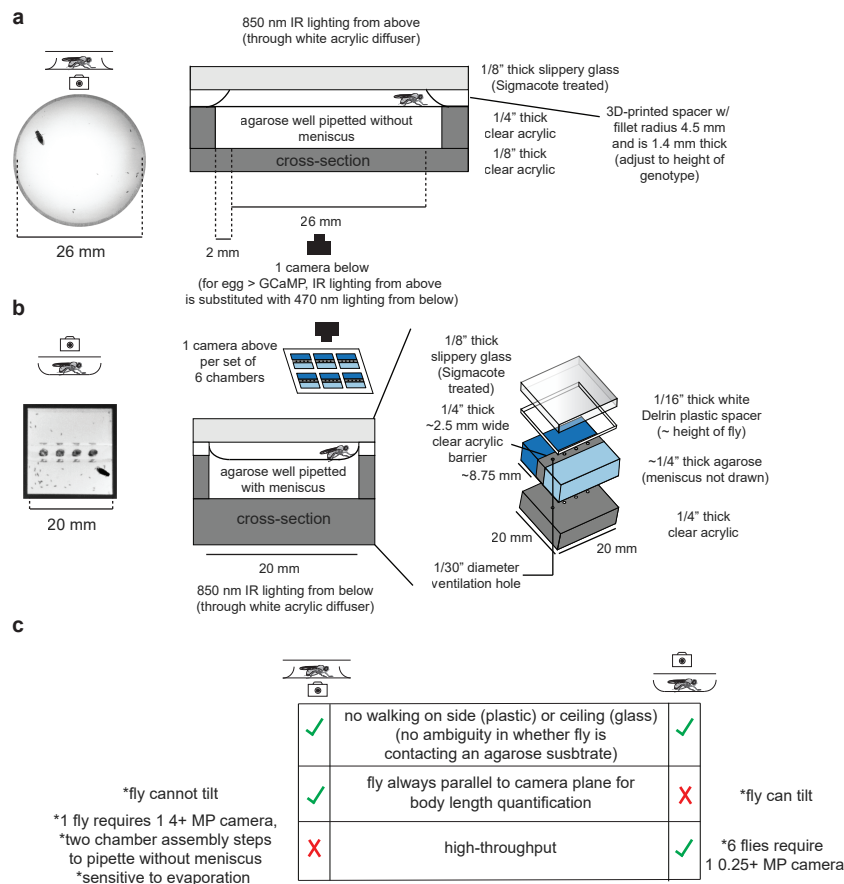 a
850 nm IR lighting from above
(through white acrylic diffuser)
1/8” thick slippery glass
(Sigmacote treated)
agarose well pipetted without
meniscus
1/4” thick
clear acrylic
1/8” thick
clear acrylic
3D-printed spacer w/
fillet radius 4.5 mm
and is 1.4 mm thick
(adjust to height of
genotype)
cross-section
26 mm
26 mm
2 mm
1 camera below
(for egg > GCaMP, IR lighting from above
is substituted with 470 nm lighting from below)
b
1 camera above
per set of
6 chambers
1/8” thick
slippery glass
(Sigmacote
treated)
1/4” thick
~2.5 mm wide
clear acrylic
barrier
~8.75 mm
1/16” thick white
Delrin plastic spacer
(~ height of fly)
~1/4” thick agarose
(meniscus not drawn)
1/4” thick
clear acrylic
agarose well pipetted
with meniscus
cross-section
20 mm
20 mm
20 mm
20 mm
1/30” diameter
ventilation hole
850 nm IR lighting from below
(through white acrylic diffuser)
c
no walking on side (plastic) or ceiling (glass)
(no ambiguity in whether fly is
contacting an agarose susbtrate)
*fly cannot tilt
fly always parallel to camera plane for
body length quantification
*fly can tilt
*1 fly requires 1 4+ MP camera,
*two chamber assembly steps
to pipette without meniscus
*sensitive to evaporation
high-throughput
*6 flies require
1 0.25+ MP camera